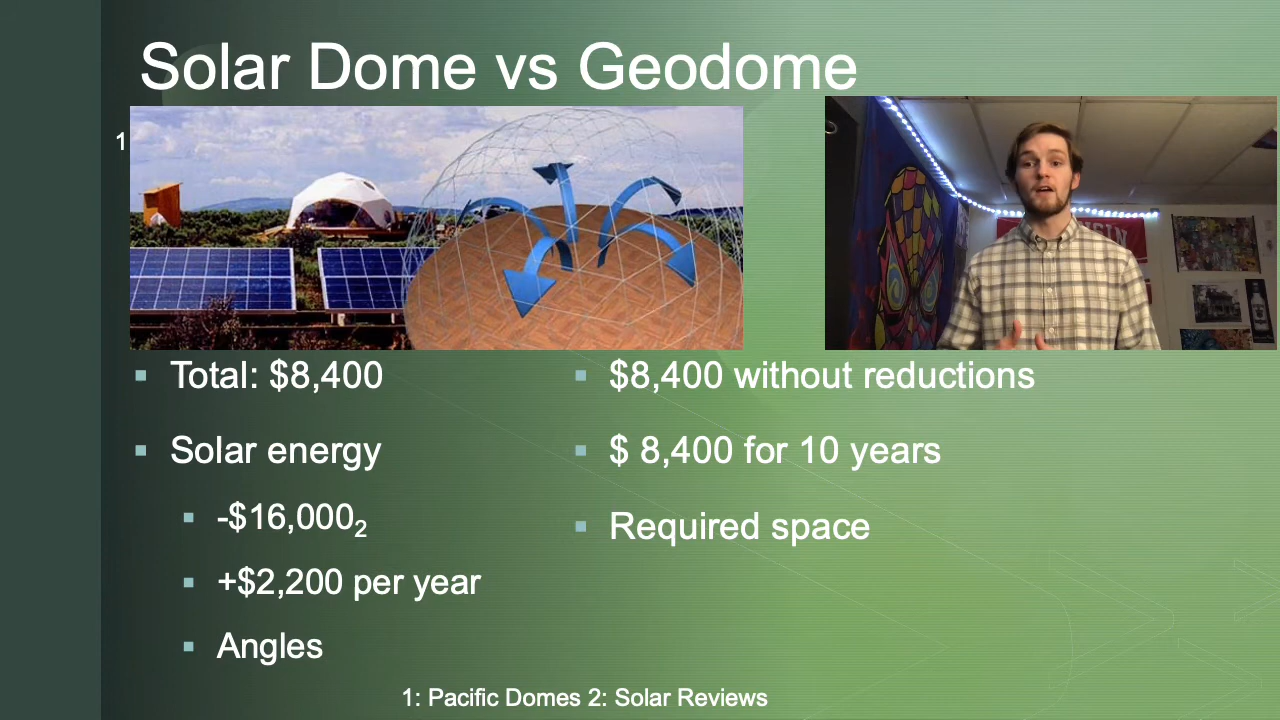 Solar Dome vs Geodome
1
Total: $8,400
Solar energy
-$16,000₂
+$2,200 per year
Angles
$8,400 without reductions
$ 8,400 for 10 years
Required space
1: Pacific Domes 2: Solar Reviews